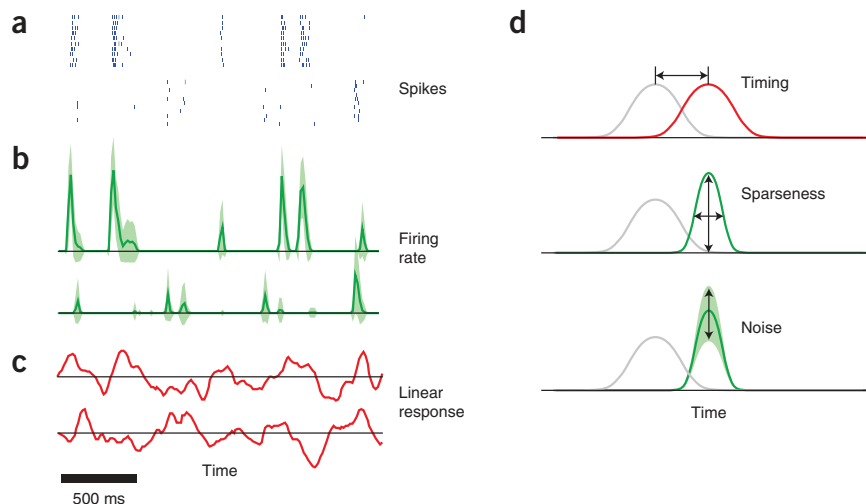 a
Spikes
b
Firing
rate
c
Linear
response
Time
500 ms
d
Timing
Sparseness
Noise
Time